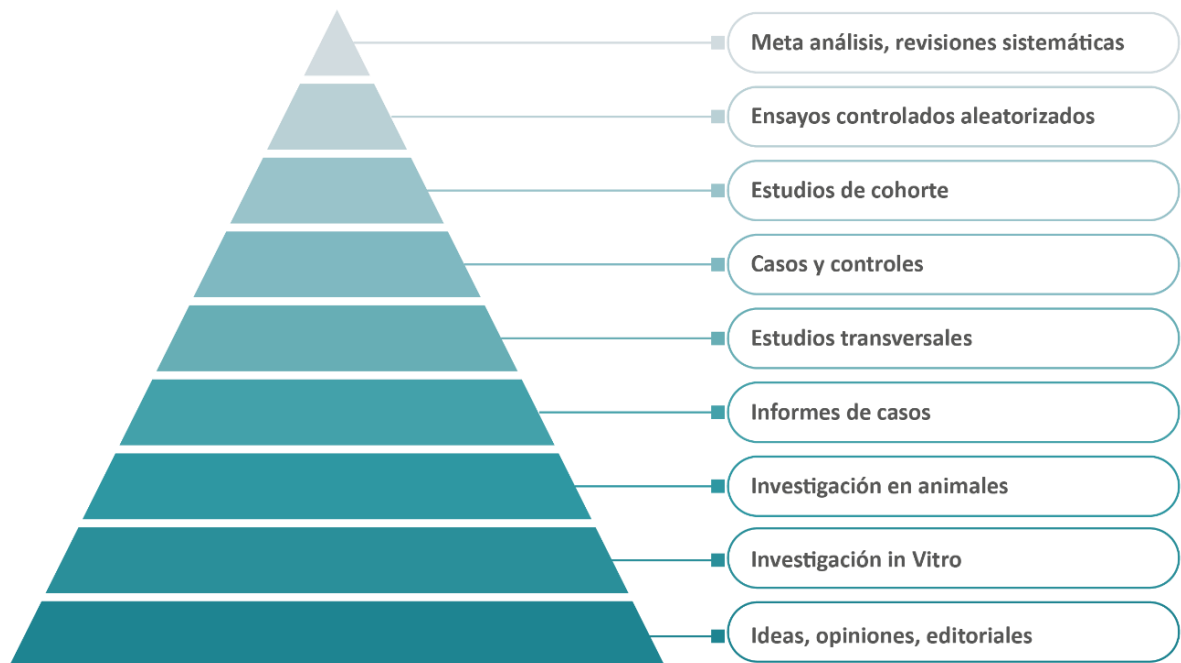 Meta análisis, revisiones sistemáticas
Ensayos controlados aleatorizados
Estudios de cohorte
Casos y controles
Estudios transversales
Informes de casos
Investigación en animales
Investigación in Vitro
Ideas, opiniones, editoriales